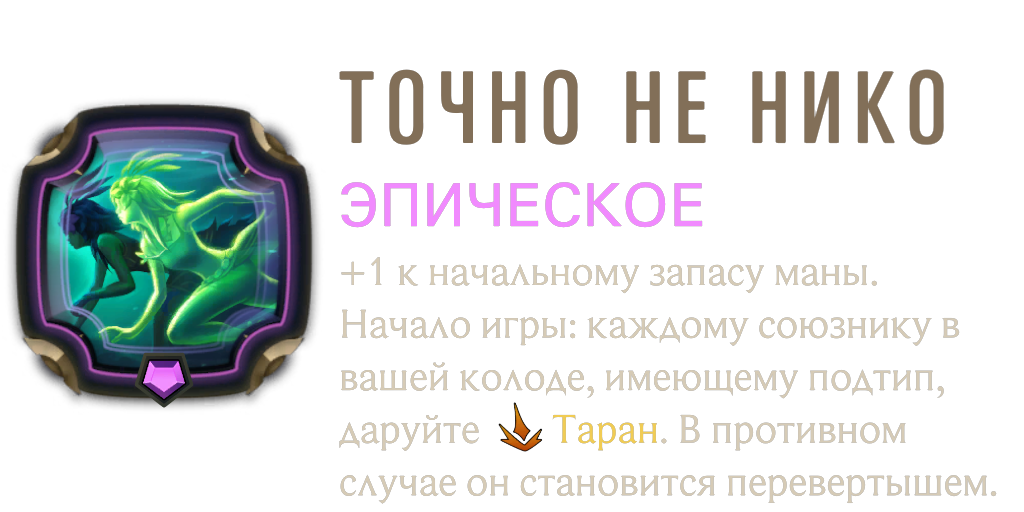 ТОЧНО НЕ НИКО
ЭПИЧЕСКОЕ
+1 к начальному запасу маны.
Начало игры: каждому союзнику в
вашей колоде, имеющему подтип,
даруйте Таран. В противном
случае он становится перевертышем.